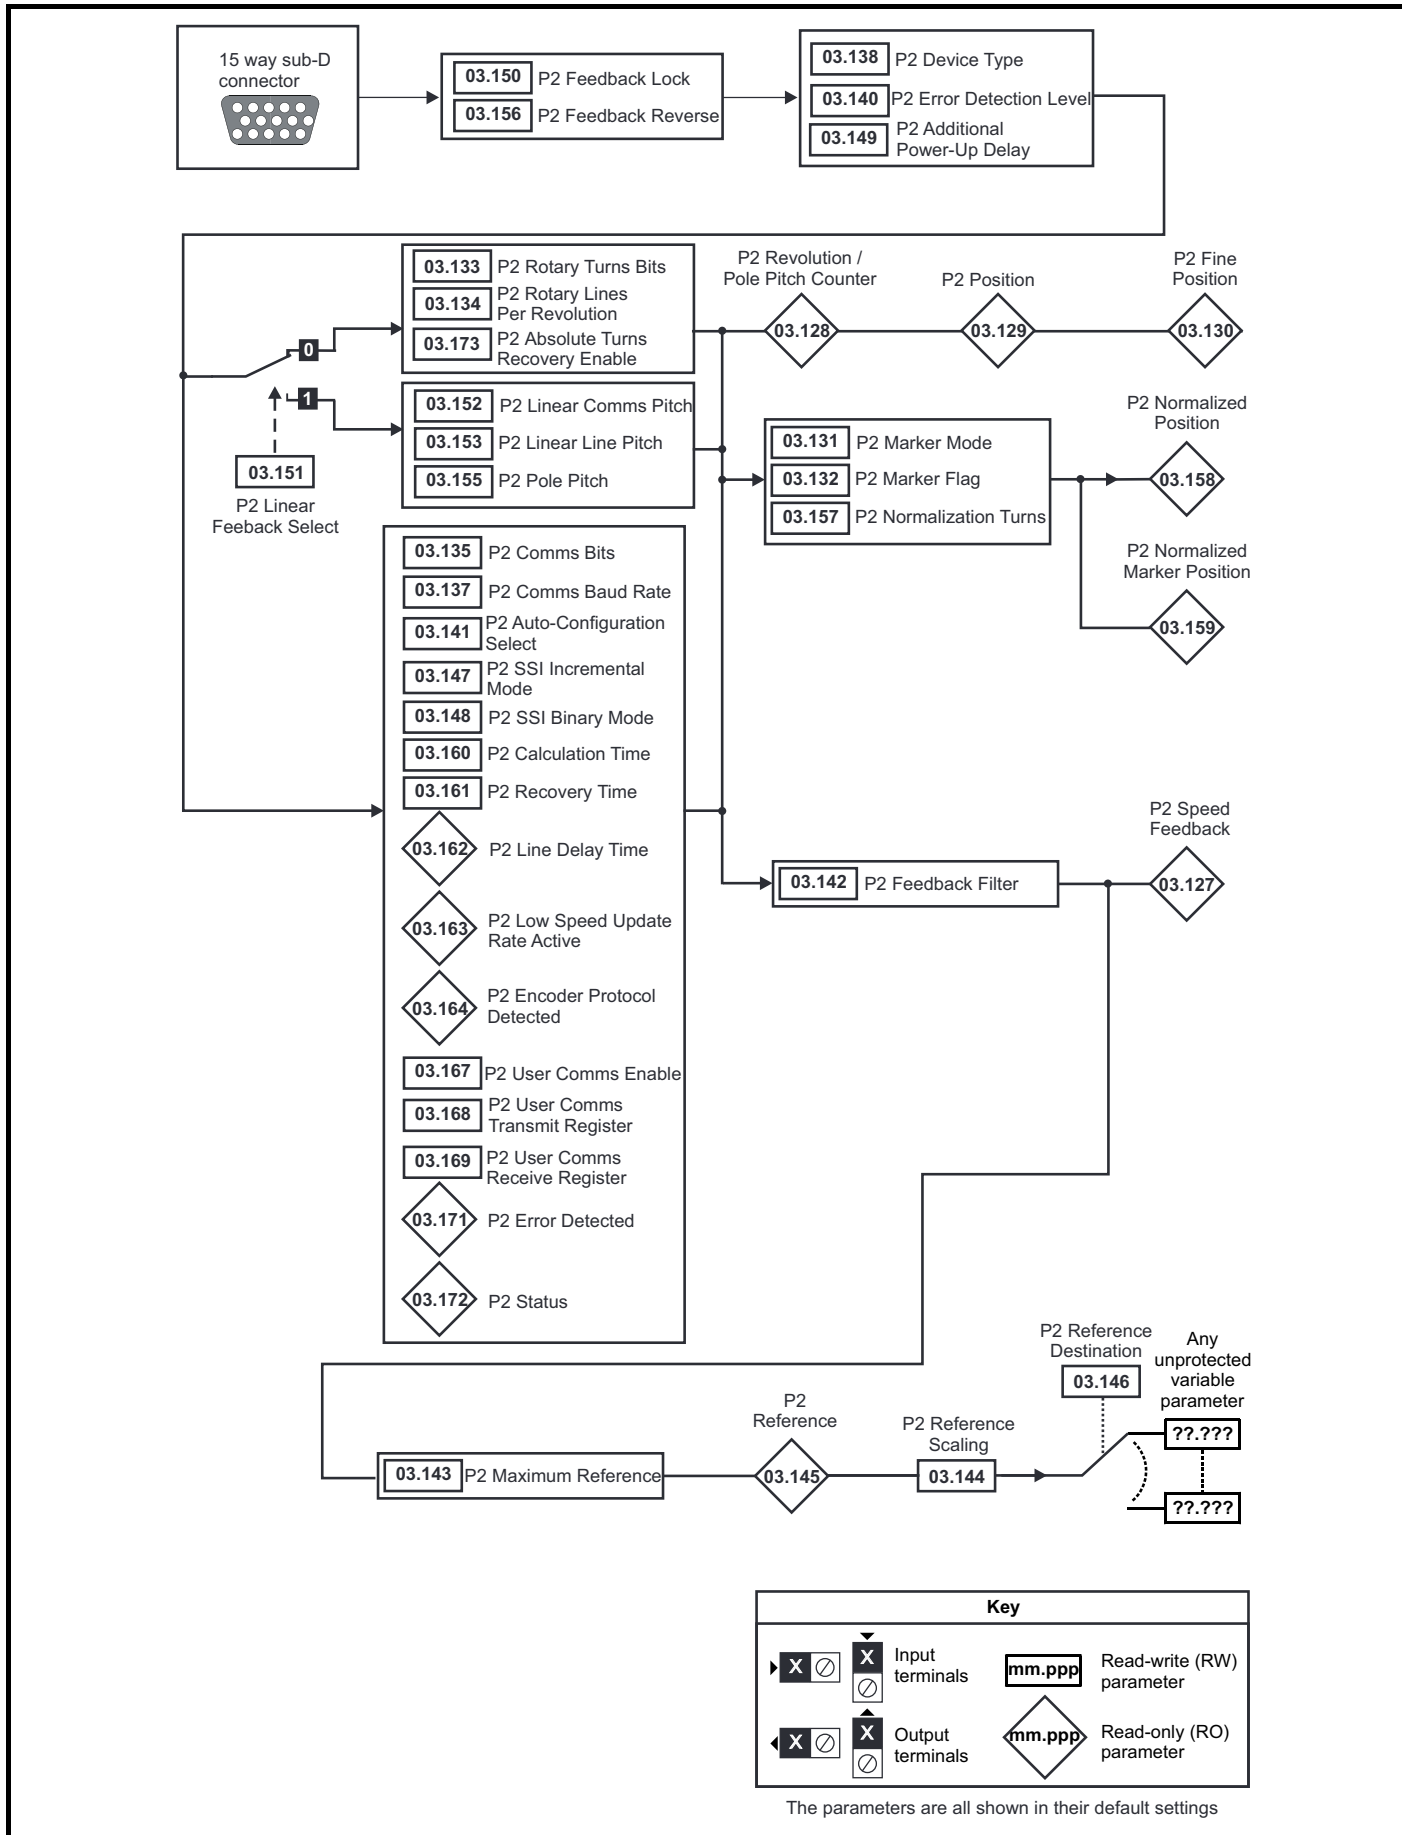 15 way sub-D
connector
03.150 P2 Feedback Lock
03.156 P2 Feedback Reverse
03.138 P2 Device Type
03.140 P2 Error Detection Level
03.149 P2 Additional
Power-Up Delay
03.133 P2 Rotary Turns Bits
03.134 P2 Rotary Lines
Per Revolution
03.173 P2 Absolute Turns
Recovery Enable
0
1
03.151
P2 Linear
Feeback Select
03.152 P2 Linear Comms Pitch
03.153 P2 Linear Line Pitch
03.155 P2 Pole Pitch
P2 Revolution /
Pole Pitch Counter
03.128
P2 Position
03.129
P2 Fine
Position
03.130
03.131 P2 Marker Mode
03.132 P2 Marker Flag
03.157 P2 Normalization Turns
P2 Normalized
Position
03.158
P2 Normalized
Marker Position
03.159
03.135 P2 Comms Bits
03.137 P2 Comms Baud Rate
03.141 P2 Auto-Configuration
Select
03.147 P2 SSI Incremental
Mode
03.148 P2 SSI Binary Mode
03.160 P2 Calculation Time
03.161 P2 Recovery Time
03.162 P2 Line Delay Time
03.163 P2 Low Speed Update
Rate Active
03.164 P2 Encoder Protocol
Detected
03.167 P2 User Comms Enable
03.168 P2 User Comms
Transmit Register
03.169 P2 User Comms
Receive Register
03.171 P2 Error Detected
03.172 P2 Status
03.142 P2 Feedback Filter
P2 Speed
Feedback
03.127
03.143 P2 Maximum Reference
P2
Reference
03.145
P2 Reference
Scaling
03.144
P2 Reference
Destination
03.146
Any
unprotected
variable
parameter
??.???
??.???
Key
X X Input
terminals
mm.ppp Read-write (RW)
parameter
X X Output
terminals
mm.ppp Read-only (RO)
parameter
The parameters are all shown in their default settings